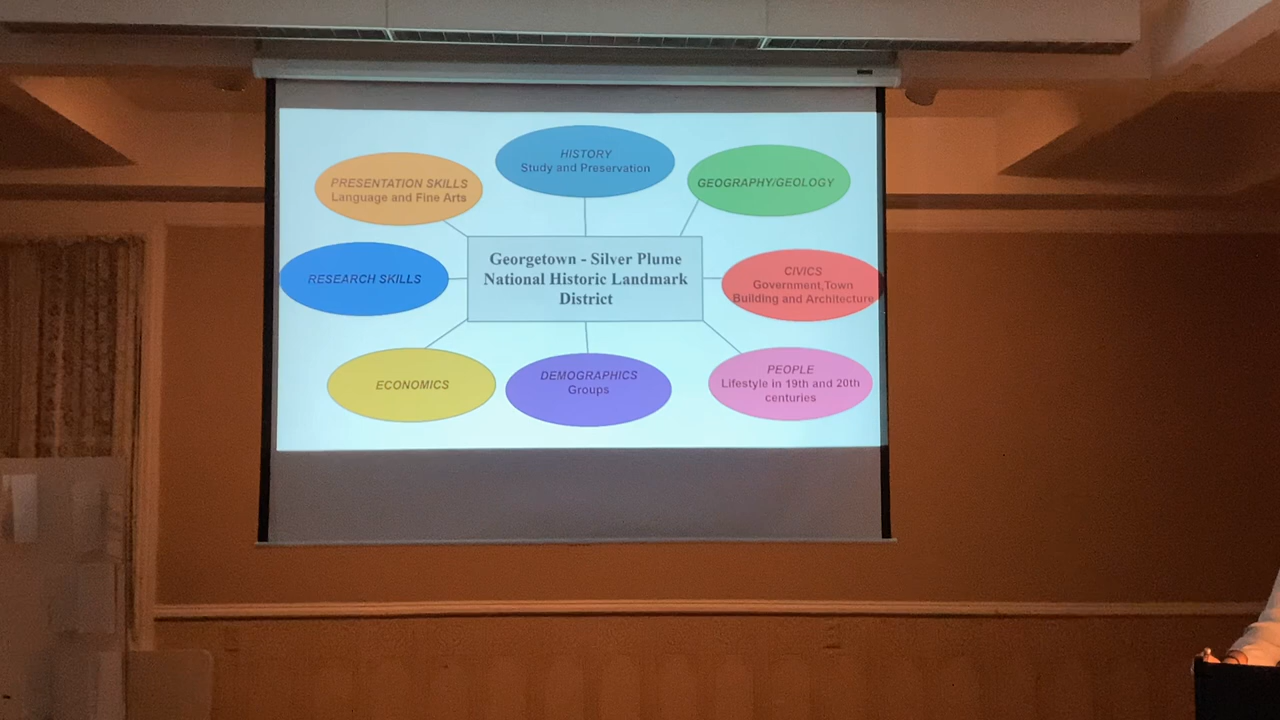 HISTORY
Study and Preservation
PRESENTATION SKILLS
Language and Fine Arts
GEOGRAPHY/GEOLOGY
Georgetown - Silver Plume
National Historic Landmark
District
RESEARCH SKILLS
CIVICS
Government,Town
Building and Architecture
ECONOMICS
DEMOGRAPHICS
Groups
PEOPLE
Lifestyle in 19th and 20th
centuries